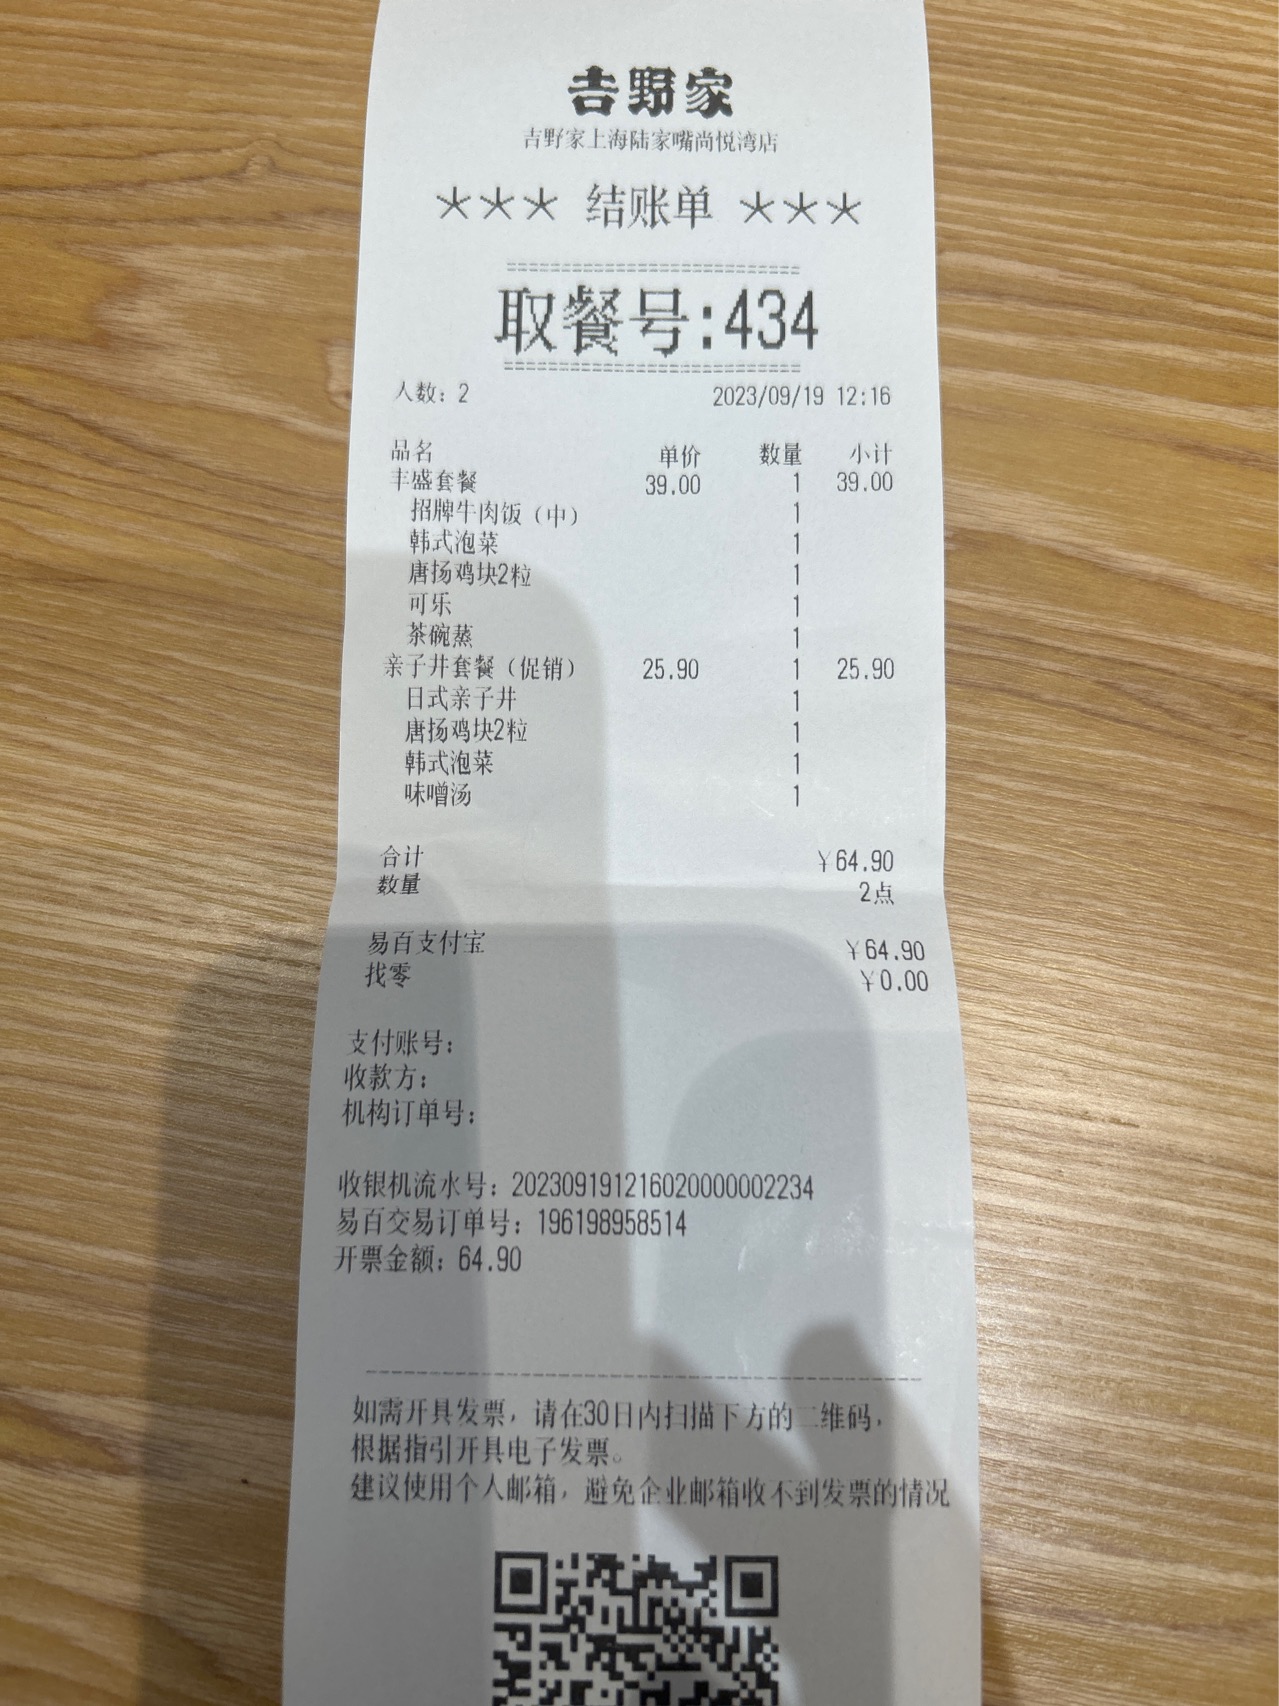 吉野家
吉野家上海陆家嘴尚悦湾店
*** 结账单 ***
取餐号:434
人数: 2 2023/09/19 12:16
品名 单价 数量 小计
丰盛套餐 39.00 1 39.00
招牌牛肉饭（中） 1
韩式泡菜 1
唐扬鸡块2粒 1
可乐 1
茶碗蒸 1
亲子井套餐（促销） 25.90 1 25.90
日式亲子井 1
唐扬鸡块2粒 1
韩式泡菜 1
味噌汤 1
合计 ¥64.90
数量 2点
易百支付宝 ¥64.90
找零 ¥0.00
支付账号:
收款方:
机构订单号:
收银机流水号: 202309191216020000002234
易百交易订单号: 196198958514
开票金额: 64.90
如需开具发票，请在30日内扫描下方的二维码，
根据指引开具电子发票。
建议使用个人邮箱，避免企业邮箱收不到发票的情况